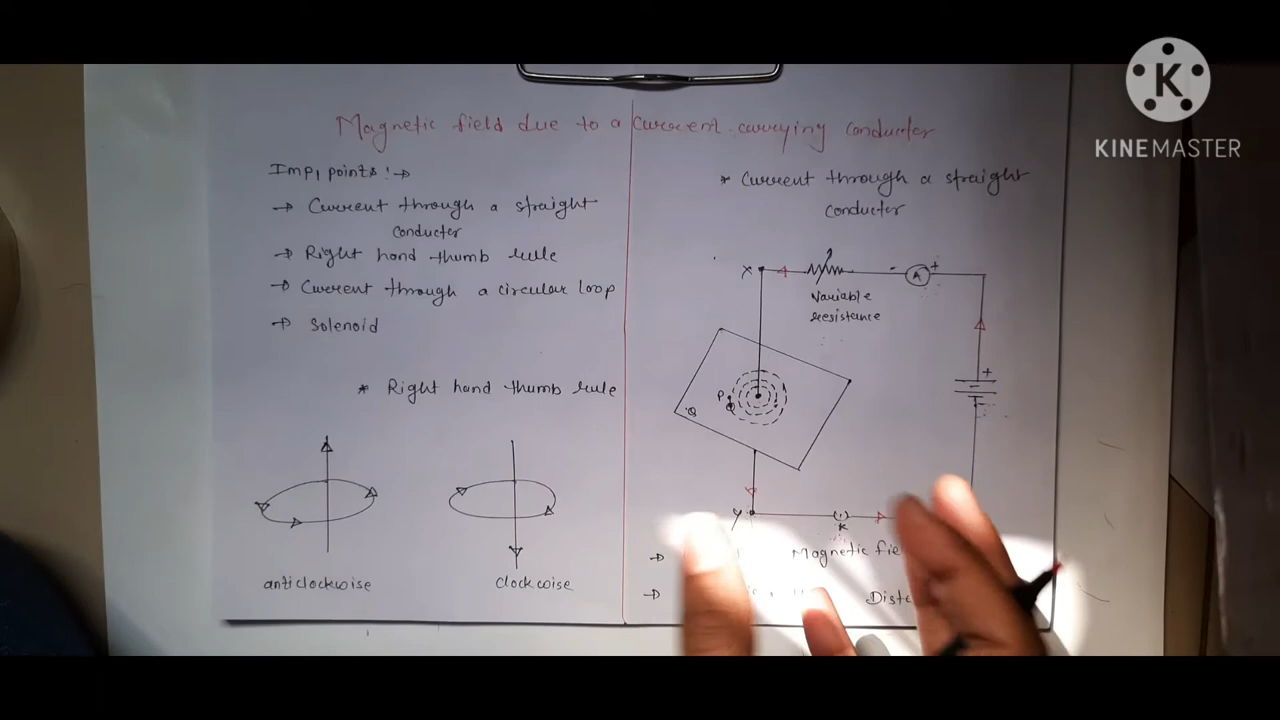 Magnetic field due to a current carrying conductor
Imp, points :→
→ Current through a straight
conductor
→ Right hand thumb rule
→ Current through a circular loop
→ Solenoid
* Right hand thumb rule
anticlockwise
clockwise
* Current through a straight
conductor
X
- A +
Variable
resistance
+
-
P
Q
Y
K
→ Magnetic fie
→ Dista
KINEMASTER